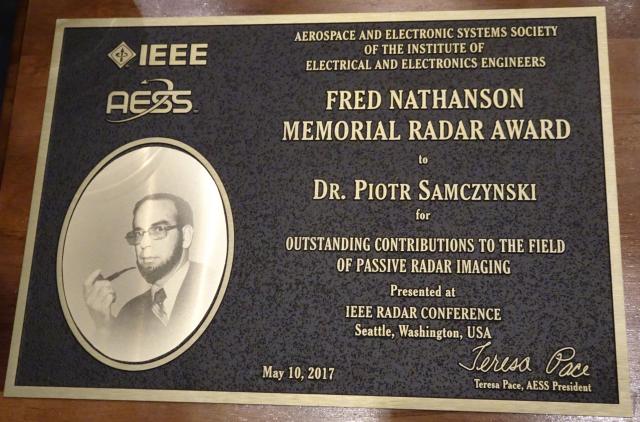 IEEE
AESS
AEROSPACE AND ELECTRONIC SYSTEMS SOCIETY
OF THE INSTITUTE OF
ELECTRICAL AND ELECTRONICS ENGINEERS
FRED NATHANSON
MEMORIAL RADAR AWARD
to
DR. PIOTR SAMCZYNSKI
for
OUTSTANDING CONTRIBUTIONS TO THE FIELD
OF PASSIVE RADAR IMAGING
Presented at
IEEE RADAR CONFERENCE
Seattle, Washington, USA
May 10, 2017
Teresa Pace
Teresa Pace, AESS President